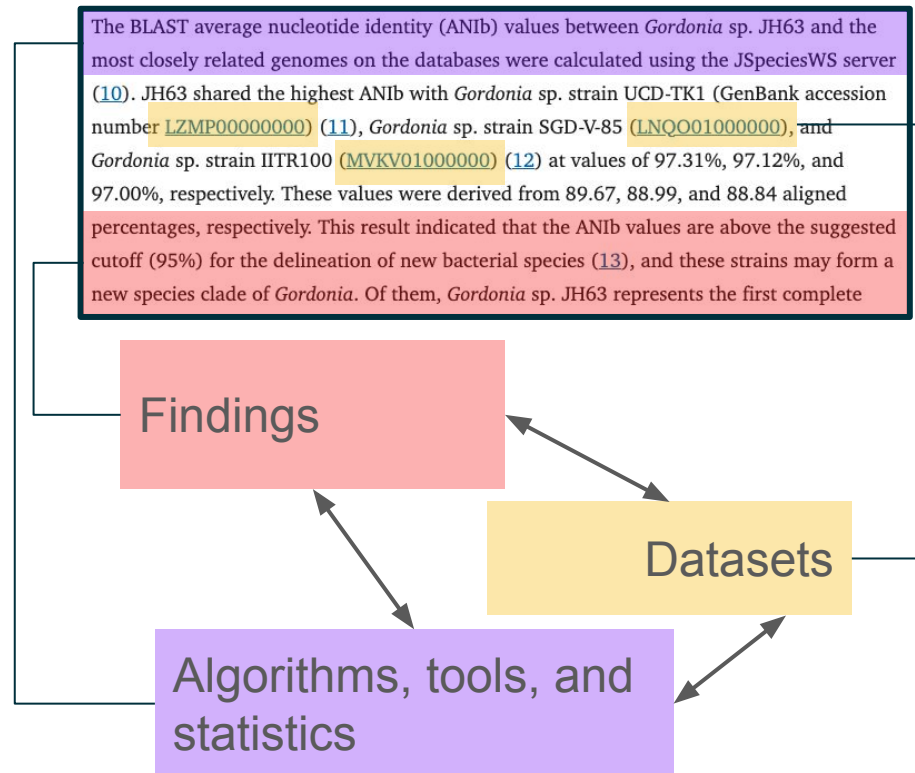 The BLAST average nucleotide identity (ANIb) values between Gordonia sp. JH63 and the
most closely related genomes on the databases were calculated using the JSpeciesWS server
(10). JH63 shared the highest ANIb with Gordonia sp. strain UCD-TK1 (GenBank accession
number LZMP00000000) (11), Gordonia sp. strain SGD-V-85 (LNQO01000000), and
Gordonia sp. strain IITR100 (MVKV01000000) (12) at values of 97.31%, 97.12%, and
97.00%, respectively. These values were derived from 89.67, 88.99, and 88.84 aligned
percentages, respectively. This result indicated that the ANIb values are above the suggested
cutoff (95%) for the delineation of new bacterial species (13), and these strains may form a
new species clade of Gordonia. Of them, Gordonia sp. JH63 represents the first complete
Findings
Datasets
Algorithms, tools, and
statistics